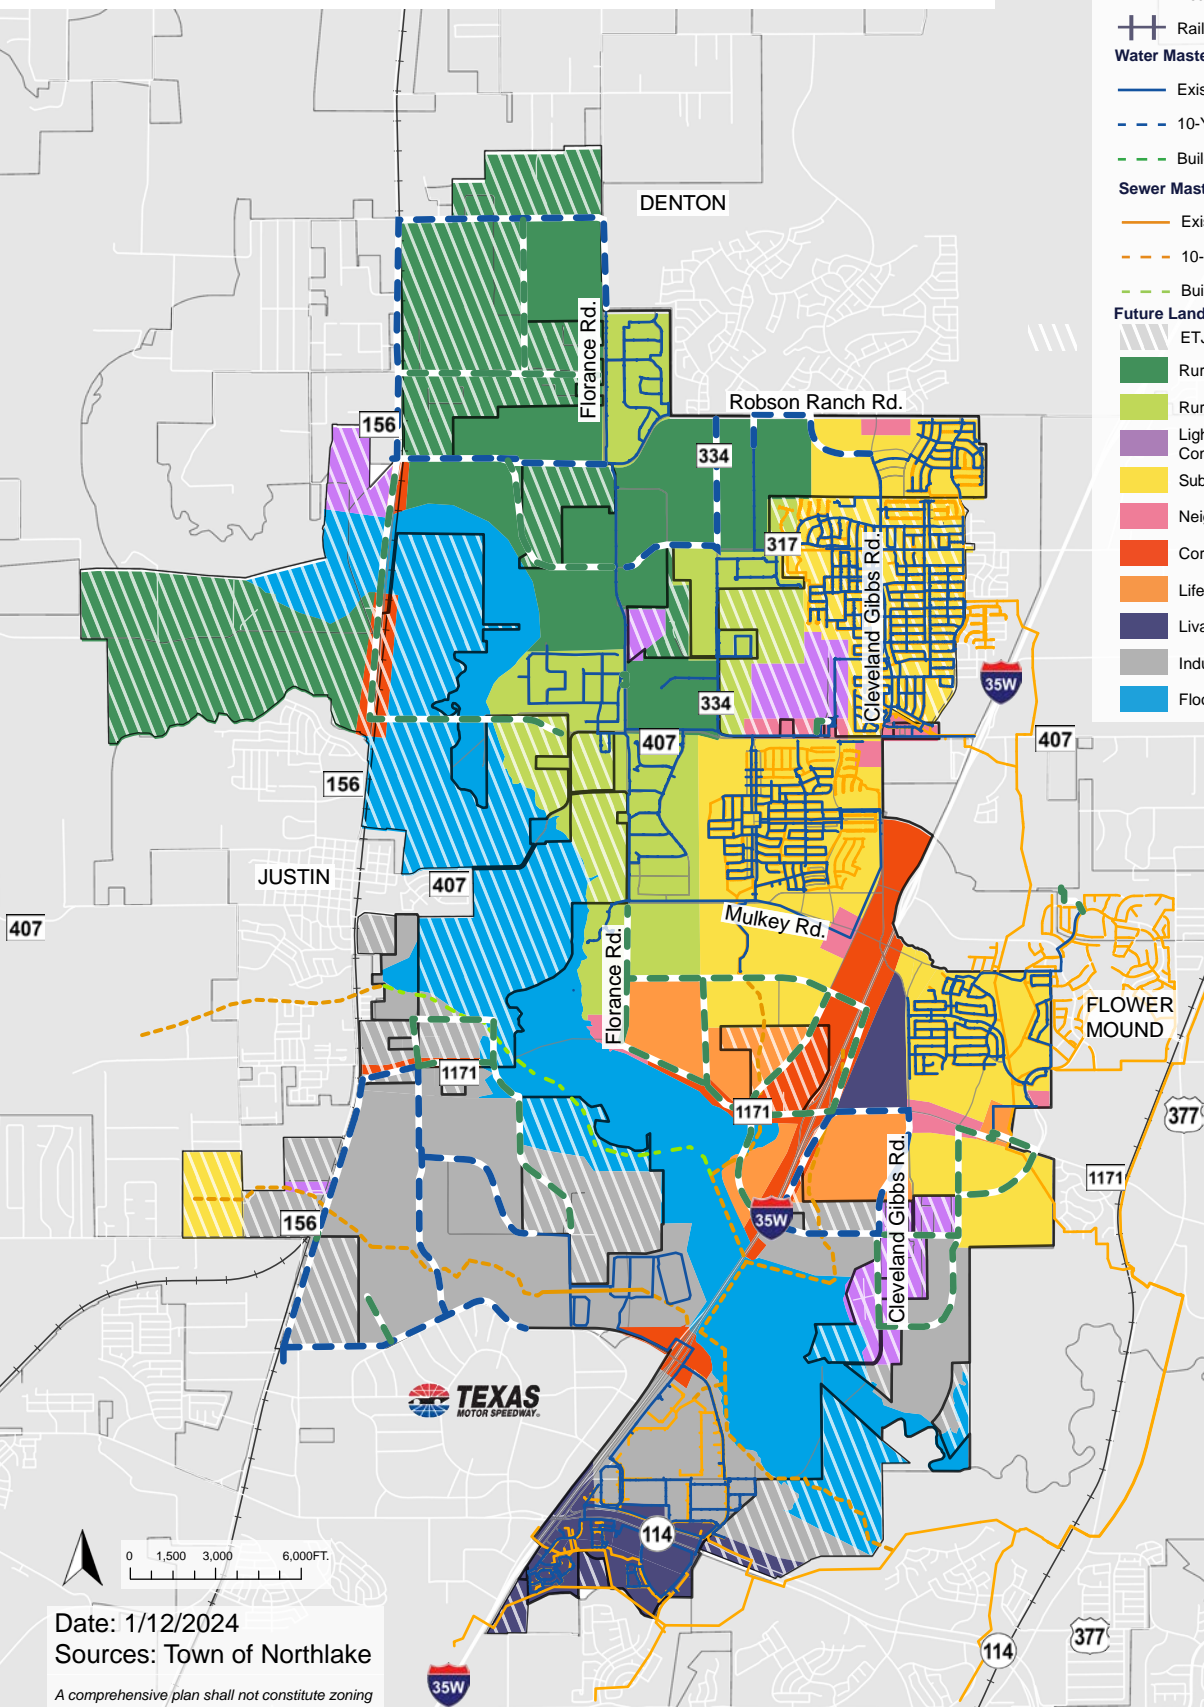 Rail
Water Maste
Exis
10-Y
Buil
Sewer Mast
Exi
10-
Bui
Future Land
ETJ
Rur
Rur
Ligh
Con
Sub
Neig
Cor
Life
Liva
Indu
Floo
DENTON
Florance Rd.
Robson Ranch Rd.
156
334
317
Cleveland Gibbs Rd.
35W
334
407
407
156
JUSTIN
407
407
Mulkey Rd.
Florance Rd.
FLOWER
MOUND
1171
1171
377
Cleveland Gibbs Rd.
1171
156
35W
TEXAS
MOTOR SPEEDWAY
114
0 1,500 3,000 6,000FT.
Date: 1/12/2024
Sources: Town of Northlake
A comprehensive plan shall not constitute zoning
35W
114
377